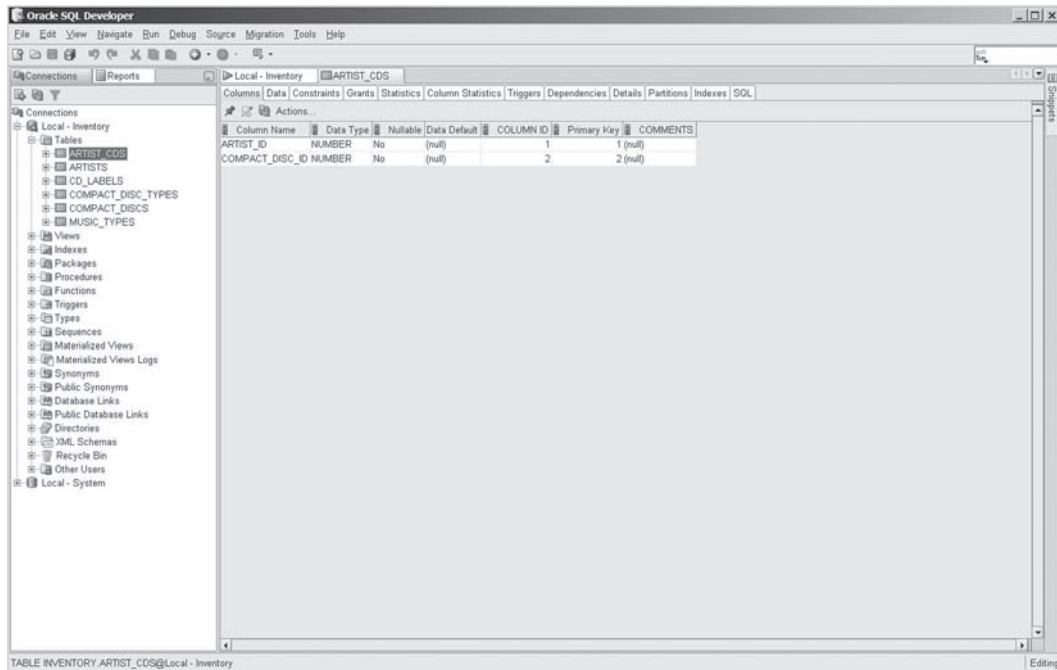 Oracle SQL Developer
File Edit View Navigate Run Debug Source Migration Tools Help
Connections Reports
Local - Inventory ARTIST_CDS
Columns Data Constraints Grants Statistics Column Statistics Triggers Dependencies Details Partitions Indexes SQL
Actions...
Column Name Data Type Nullable Data Default COLUMN ID Primary Key COMMENTS
ARTIST_ID NUMBER No (null) 1 1 (null)
COMPACT_DISC_ID NUMBER No (null) 2 2 (null)
Connections
Local - Inventory
Tables
ARTIST_CDS
ARTISTS
CD_LABELS
COMPACT_DISC_TYPES
COMPACT_DISCS
MUSIC_TYPES
Views
Indexes
Packages
Procedures
Functions
Triggers
Types
Sequences
Materialized Views
Materialized Views Logs
Synonyms
Public Synonyms
Database Links
Public Database Links
Directories
XML Schemas
Recycle Bin
Other Users
Local - System
Snippets
TABLE INVENTORY.ARTIST_CDS@Local - Inventory
Editing